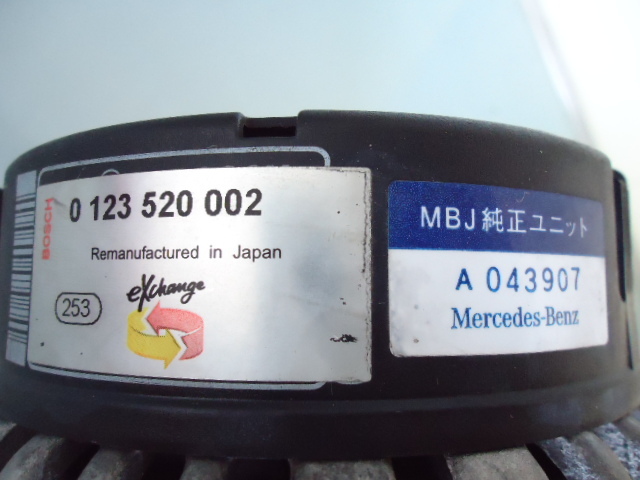 BOSCH
0 123 520 002
Remanufactured in Japan
eXchange
253
MBJ純正ユニット
A 043907
Mercedes-Benz